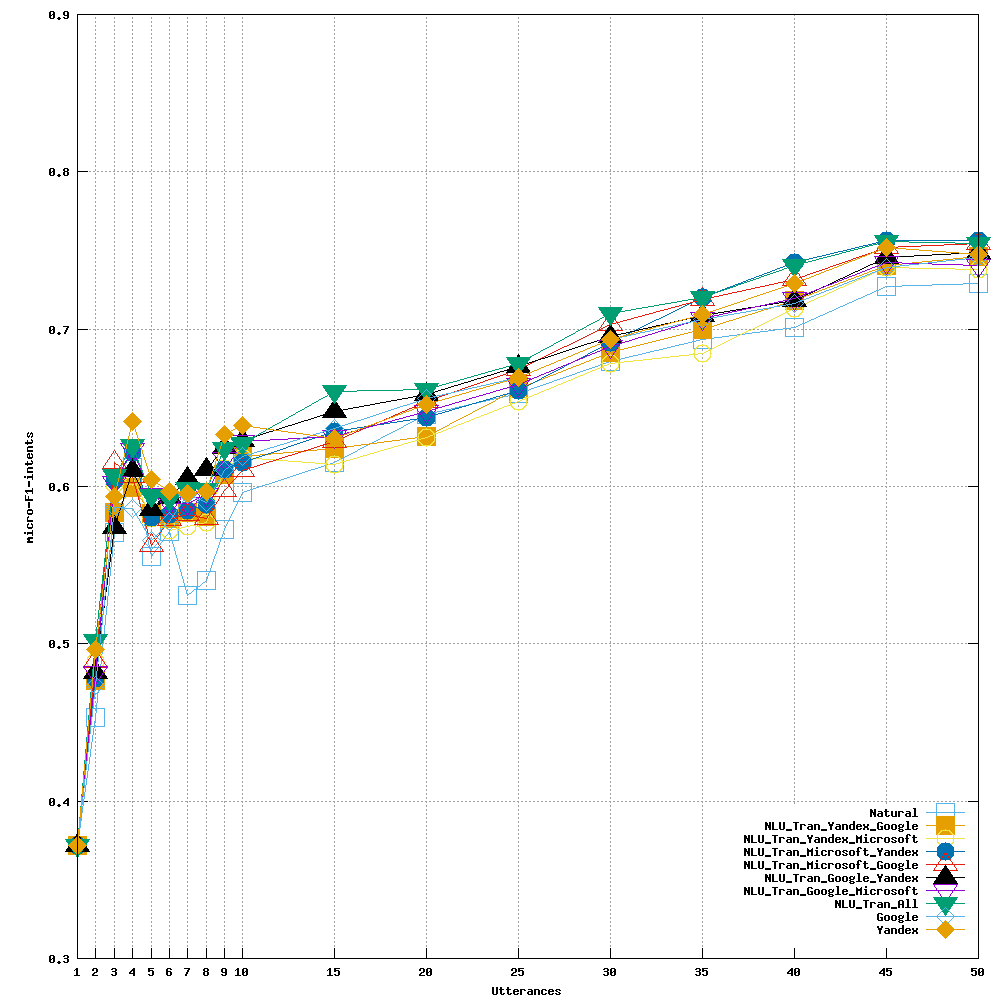 0.9
0.8
0.7
0.6
0.5
0.4
0.3
micro-F1-intents
Natural
NLU_Tran_Yandex_Google
NLU_Tran_Yandex_Microsoft
NLU_Tran_Microsoft_Yandex
NLU_Tran_Microsoft_Google
NLU_Tran_Google_Yandex
NLU_Tran_Google_Microsoft
NLU_Tran_All
Google
Yandex
1 2 3 4 5 6 7 8 9 10 15 20 25 30 35 40 45 50
Utterances